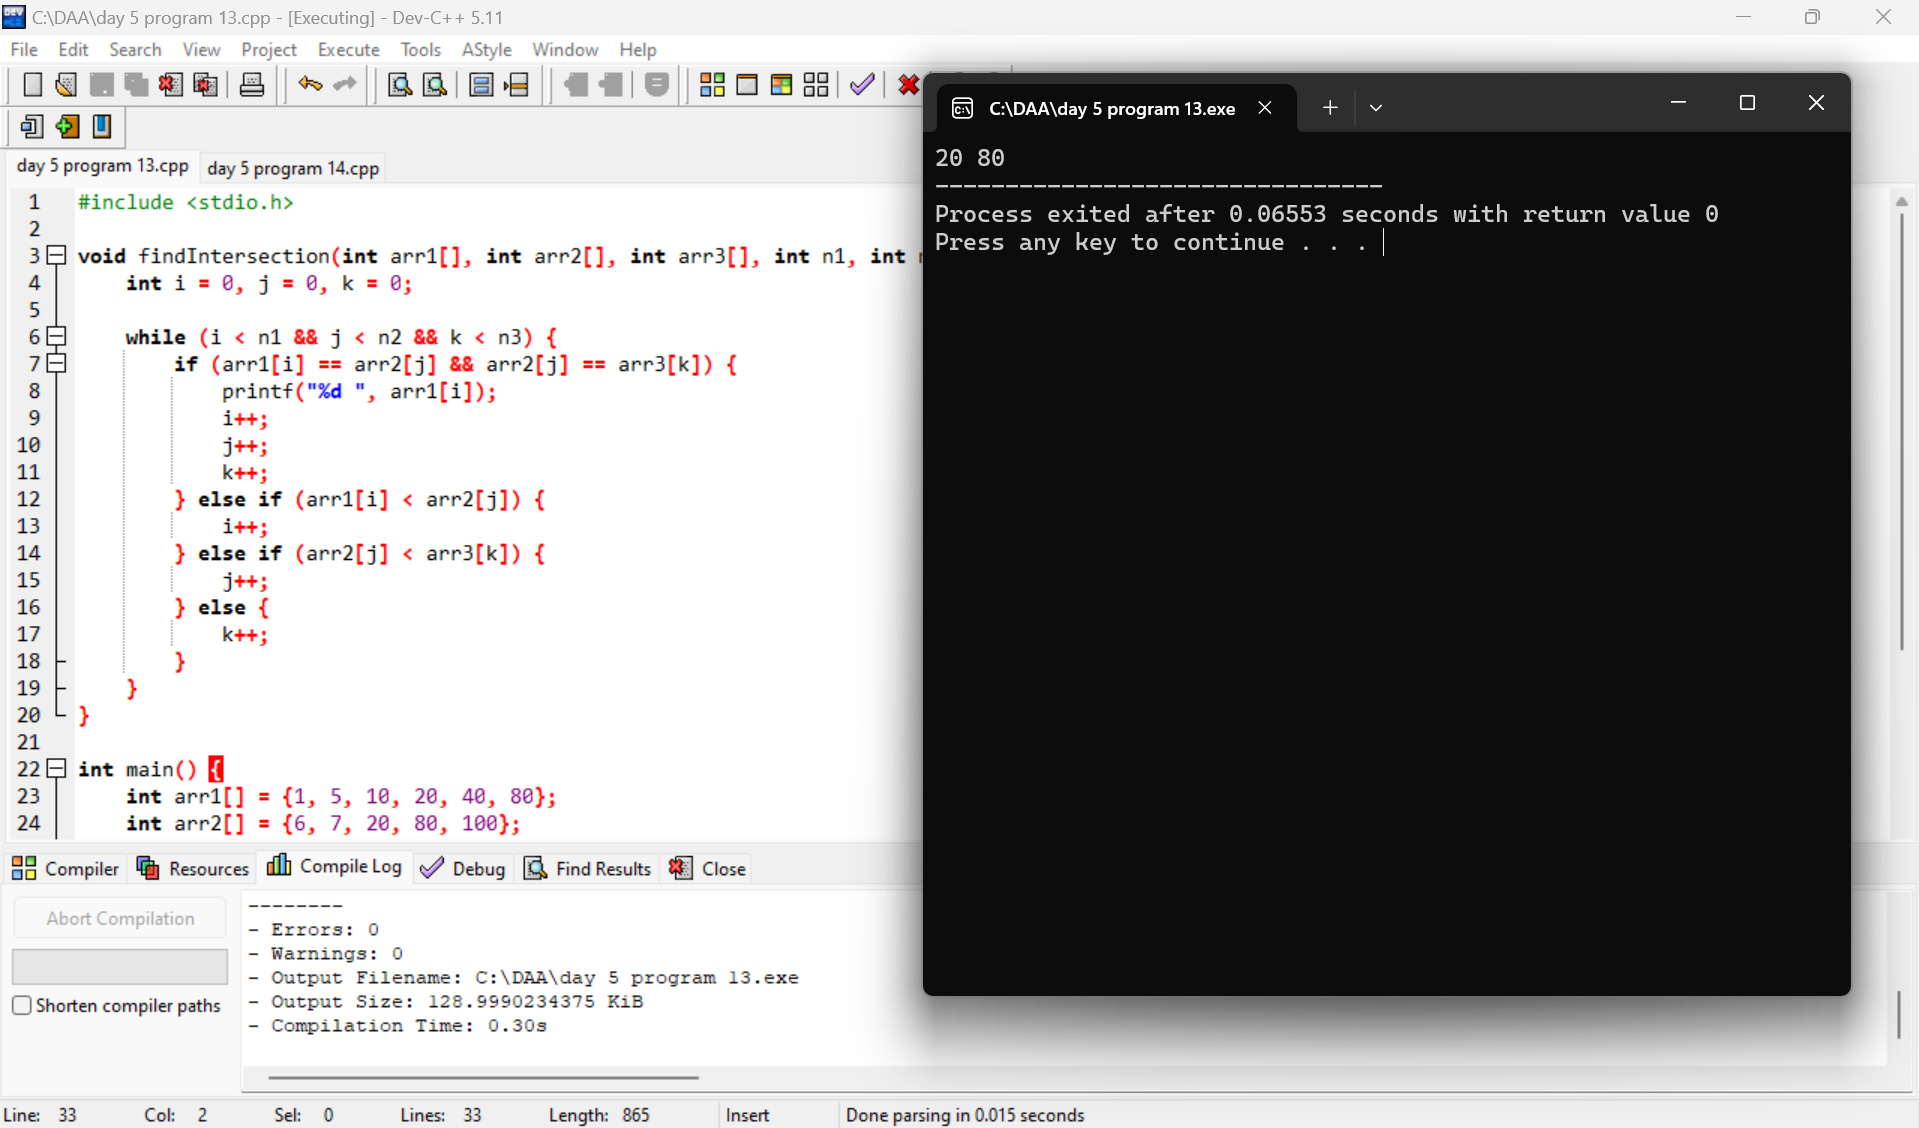 C:\DAA\day 5 program 13.cpp - [Executing] - Dev-C++ 5.11
File Edit Search View Project Execute Tools AStyle Window Help
day 5 program 13.cpp day 5 program 14.cpp
1 #include <stdio.h>
2
3 void findIntersection(int arr1[], int arr2[], int arr3[], int n1, int
4     int i = 0, j = 0, k = 0;
5
6     while (i < n1 && j < n2 && k < n3) {
7         if (arr1[i] == arr2[j] && arr2[j] == arr3[k]) {
8             printf("%d ", arr1[i]);
9             i++;
10             j++;
11             k++;
12         } else if (arr1[i] < arr2[j]) {
13             i++;
14         } else if (arr2[j] < arr3[k]) {
15             j++;
16         } else {
17             k++;
18         }
19     }
20 }
21
22 int main() {
23     int arr1[] = {1, 5, 10, 20, 40, 80};
24     int arr2[] = {6, 7, 20, 80, 100};
C:\DAA\day 5 program 13.exe
20 80
--------------------------------
Process exited after 0.06553 seconds with return value 0
Press any key to continue . . .
Compiler Resources Compile Log Debug Find Results Close
Abort Compilation
Shorten compiler paths
--------
- Errors: 0
- Warnings: 0
- Output Filename: C:\DAA\day 5 program 13.exe
- Output Size: 128.9990234375 KiB
- Compilation Time: 0.30s
Line: 33 Col: 2 Sel: 0 Lines: 33 Length: 865 Insert Done parsing in 0.015 seconds